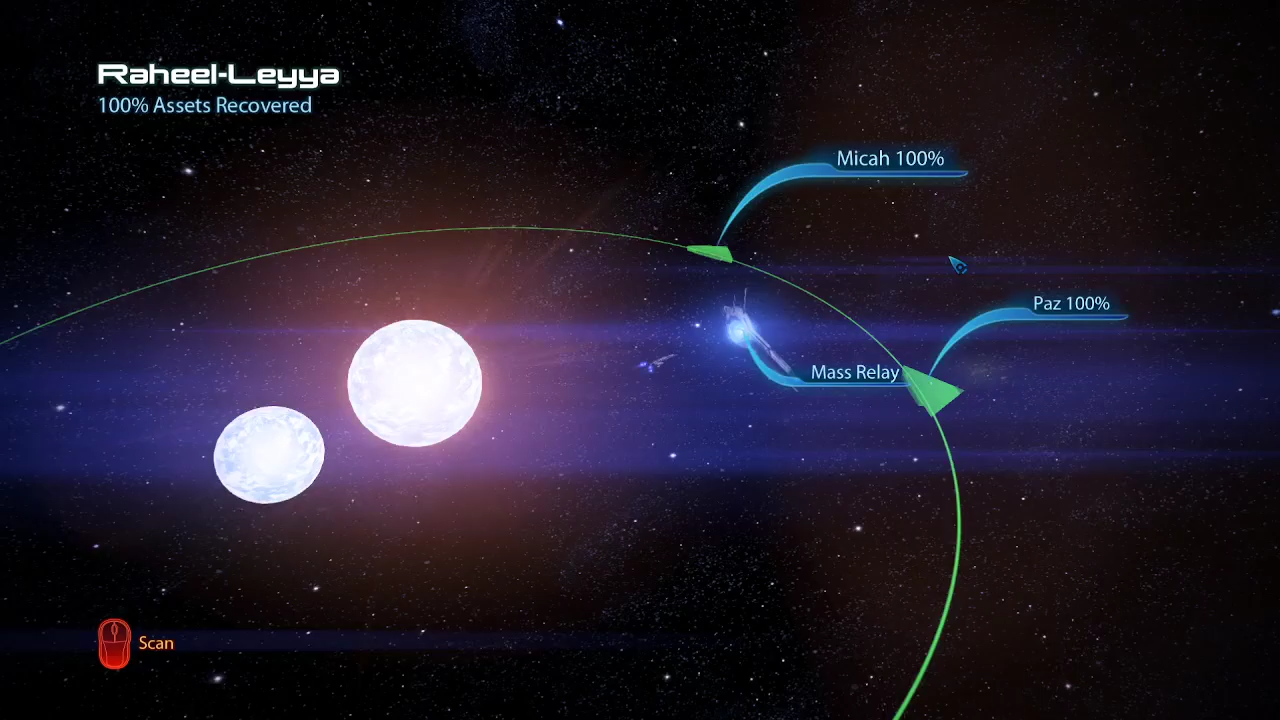 Raheel-Leyya
100% Assets Recovered
Micah 100%
Paz 100%
Mass Relay
Scan